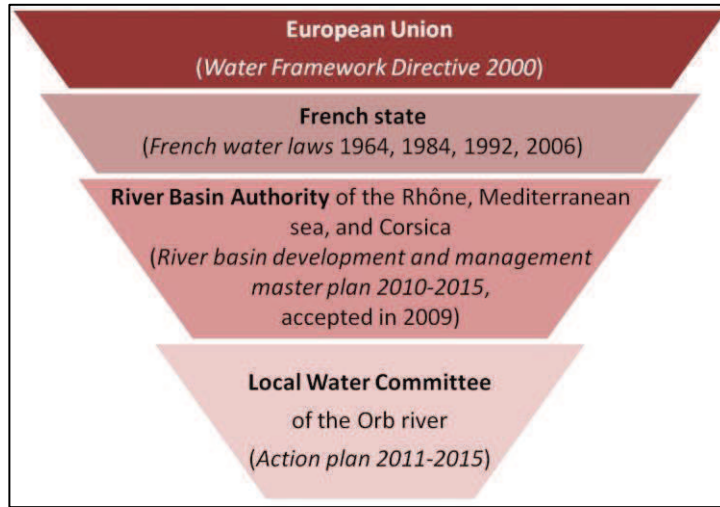 European Union
(Water Framework Directive 2000)
French state
(French water laws 1964, 1984, 1992, 2006)
River Basin Authority of the Rhône, Mediterranean
sea, and Corsica
(River basin development and management
master plan 2010-2015,
accepted in 2009)
Local Water Committee
of the Orb river
(Action plan 2011-2015)